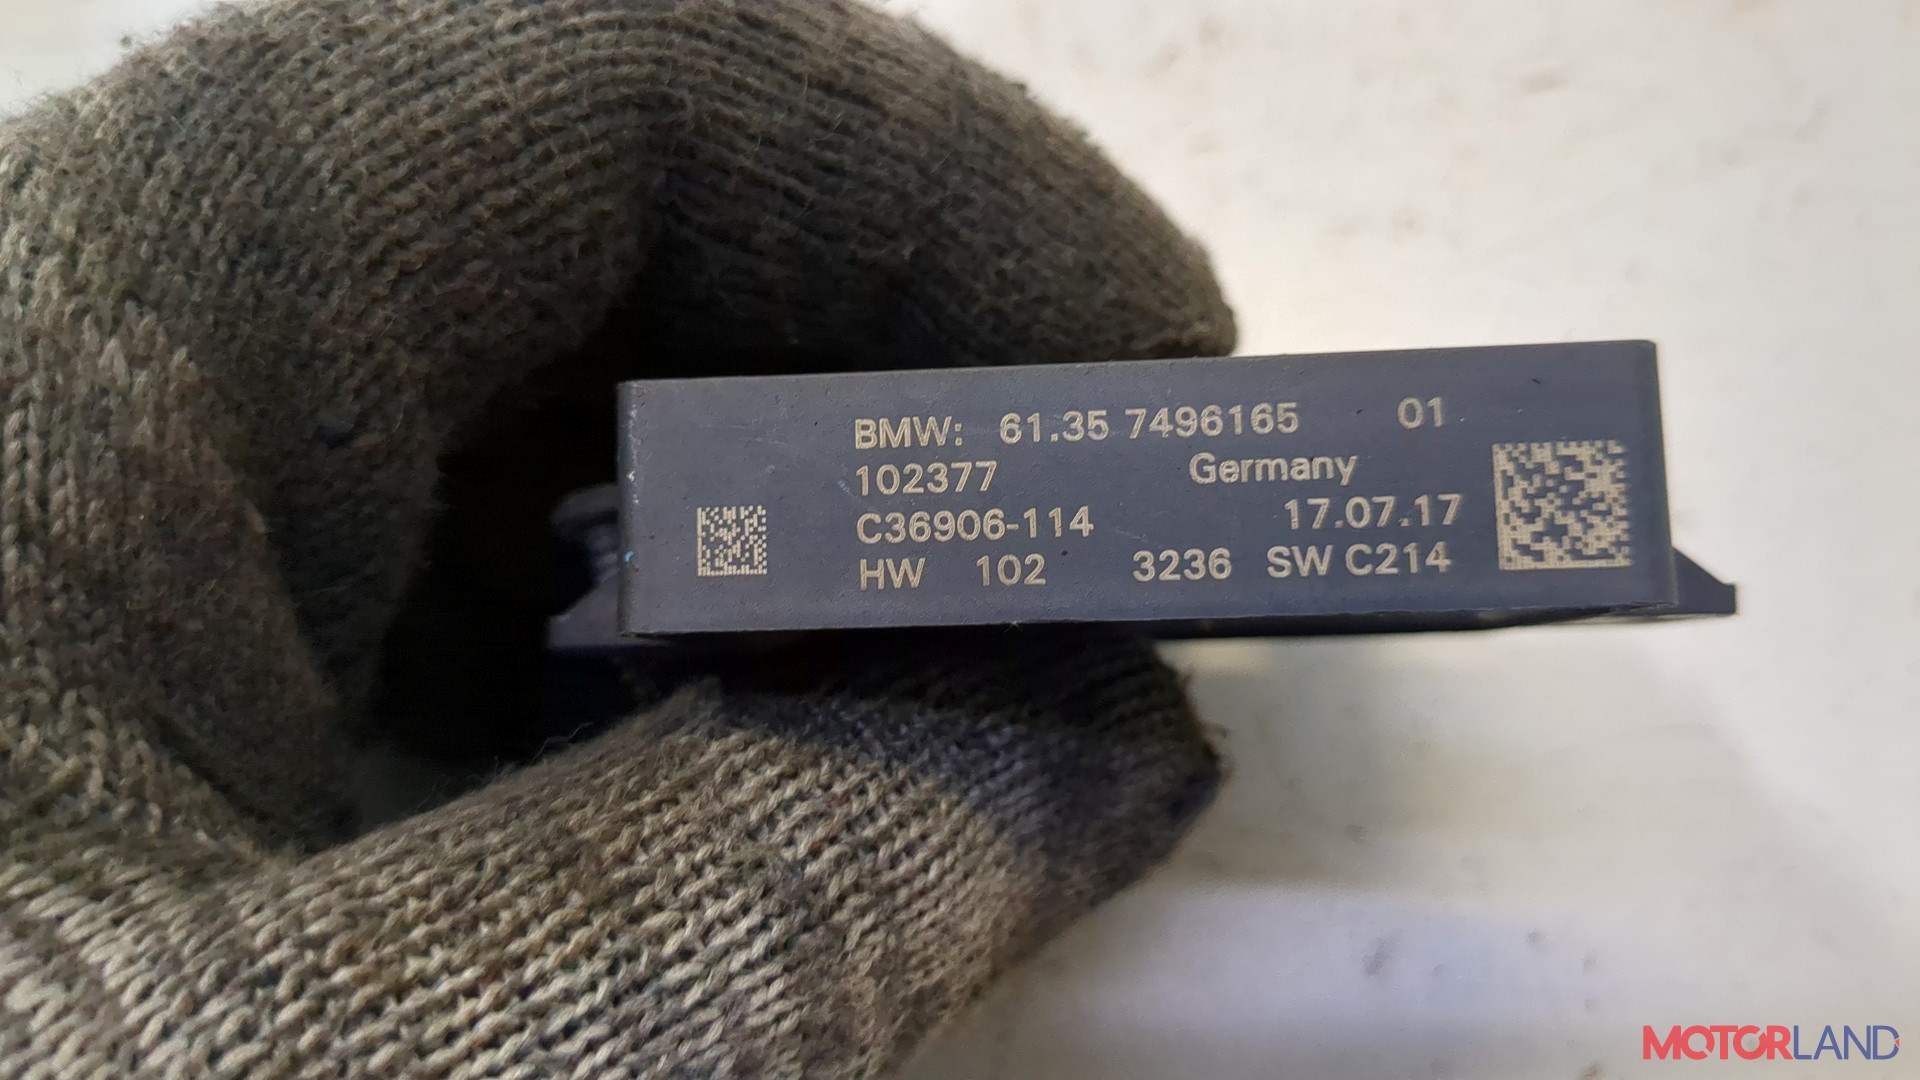 BMW: 61.35 7496165 01
102377 Germany
C36906-114 17.07.17
HW 102 3236 SW C214
MOTORLAND